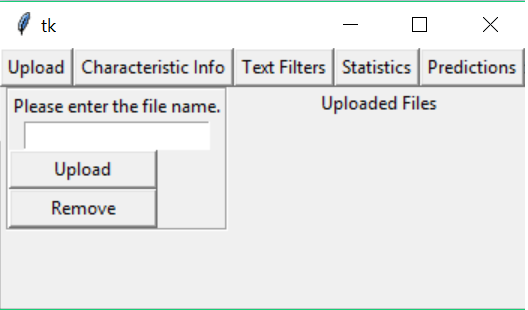 tk
Upload Characteristic Info Text Filters Statistics Predictions
Please enter the file name. Uploaded Files
Upload
Remove